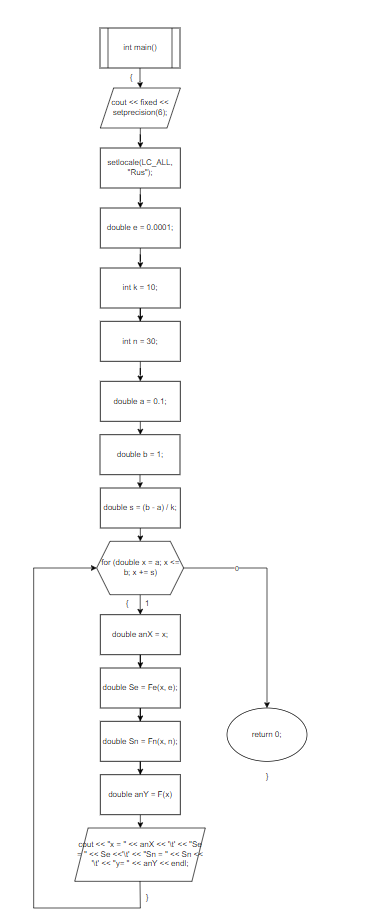 int main()
{
cout << fixed <<
setprecision(6);
setlocale(LC_ALL,
"Rus");
double e = 0.0001;
int k = 10;
int n = 30;
double a = 0.1;
double b = 1;
double s = (b - a) / k;
for (double x = a; x <=
b; x += s)
0
{ 1
double anX = x;
double Se = Fe(x, e);
double Sn = Fn(x, n);
return 0;
}
double anY = F(x)
cout << "x = " << anX << '\t' << "Se
= " << Se <<'\t' << "Sn = " << Sn <<
'\t' << "y= " << anY << endl;
}